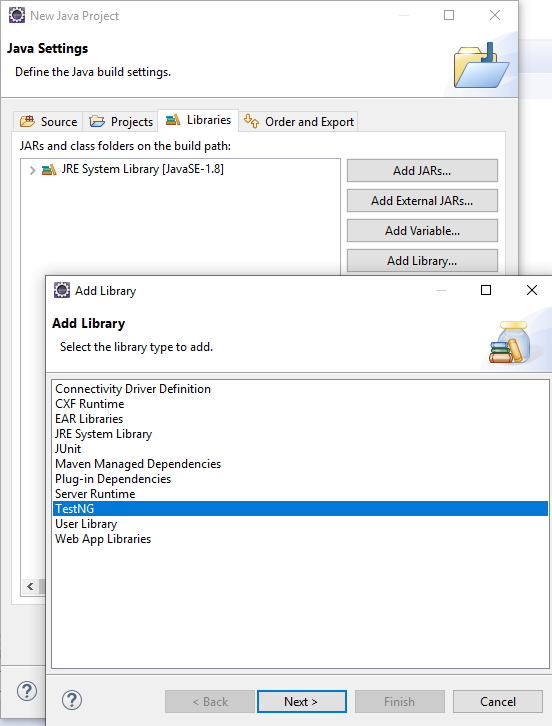 New Java Project
Java Settings
Define the Java build settings.
Source Projects Libraries Order and Export
JARs and class folders on the build path:
JRE System Library [JavaSE-1.8]
Add JARs...
Add External JARs...
Add Variable...
Add Library...
Add Library
Add Library
Select the library type to add.
Connectivity Driver Definition
CXF Runtime
EAR Libraries
JRE System Library
JUnit
Maven Managed Dependencies
Plug-in Dependencies
Server Runtime
TestNG
User Library
Web App Libraries
< Back Next > Finish Cancel